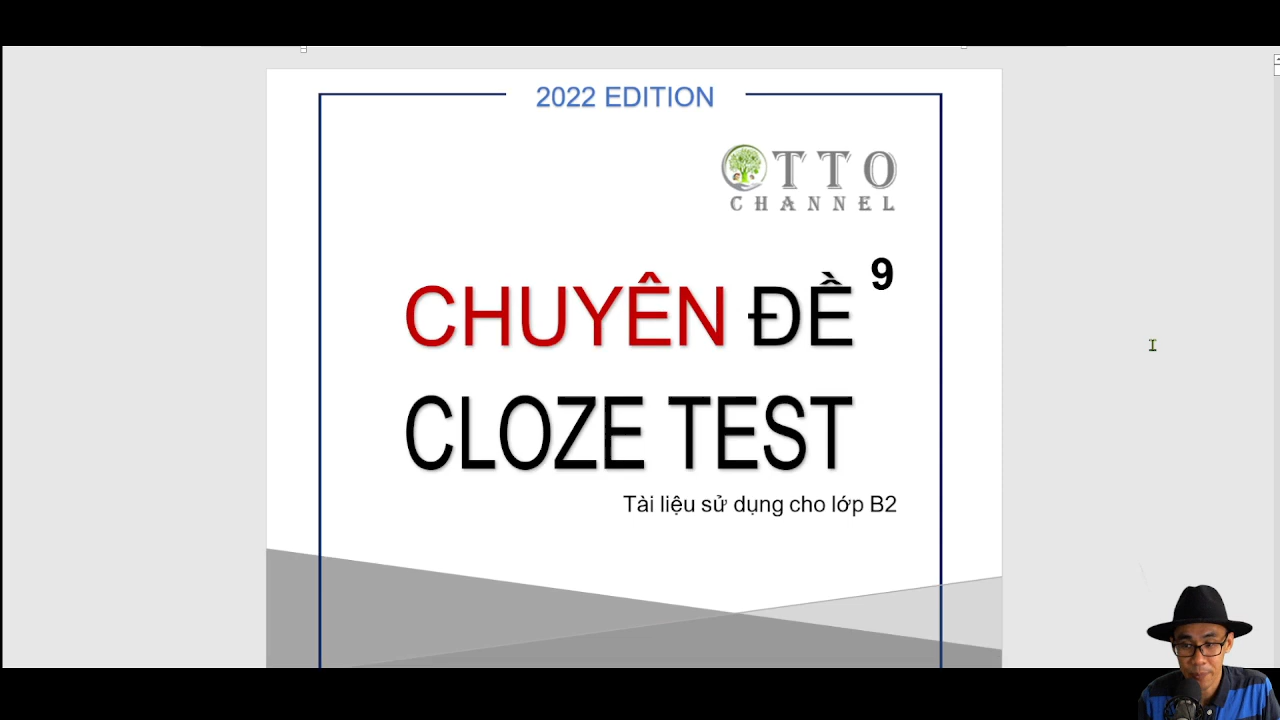 2022 EDITION
OTTO
CHANNEL
CHUYÊN ĐỀ 9
CLOZE TEST
Tài liệu sử dụng cho lớp B2